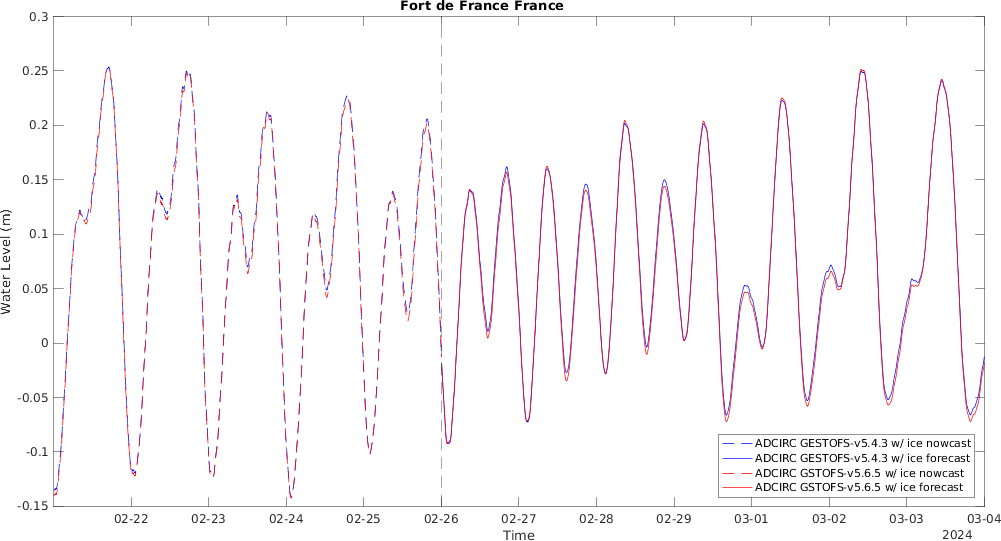 Fort de France France
0.3
0.25
0.2
0.15
0.1
0.05
0
-0.05
-0.1
-0.15
Water Level (m)
ADCIRC GESTOFS-v5.4.3 w/ ice nowcast
ADCIRC GESTOFS-v5.4.3 w/ ice forecast
ADCIRC GSTOFS-v5.6.5 w/ ice nowcast
ADCIRC GSTOFS-v5.6.5 w/ ice forecast
02-22 02-23 02-24 02-25 02-26 02-27 02-28 02-29 03-01 03-02 03-03 03-04
Time
2024